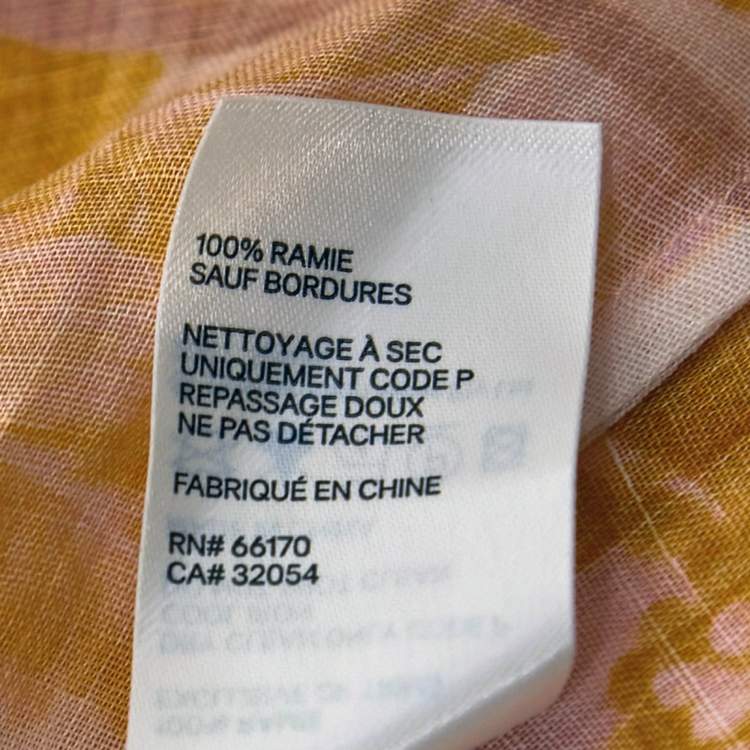 100% RAMIE
SAUF BORDURES
NETTOYAGE À SEC
UNIQUEMENT CODE P
REPASSAGE DOUX
NE PAS DÉTACHER
FABRIQUÉ EN CHINE
RN# 66170
CA# 32054